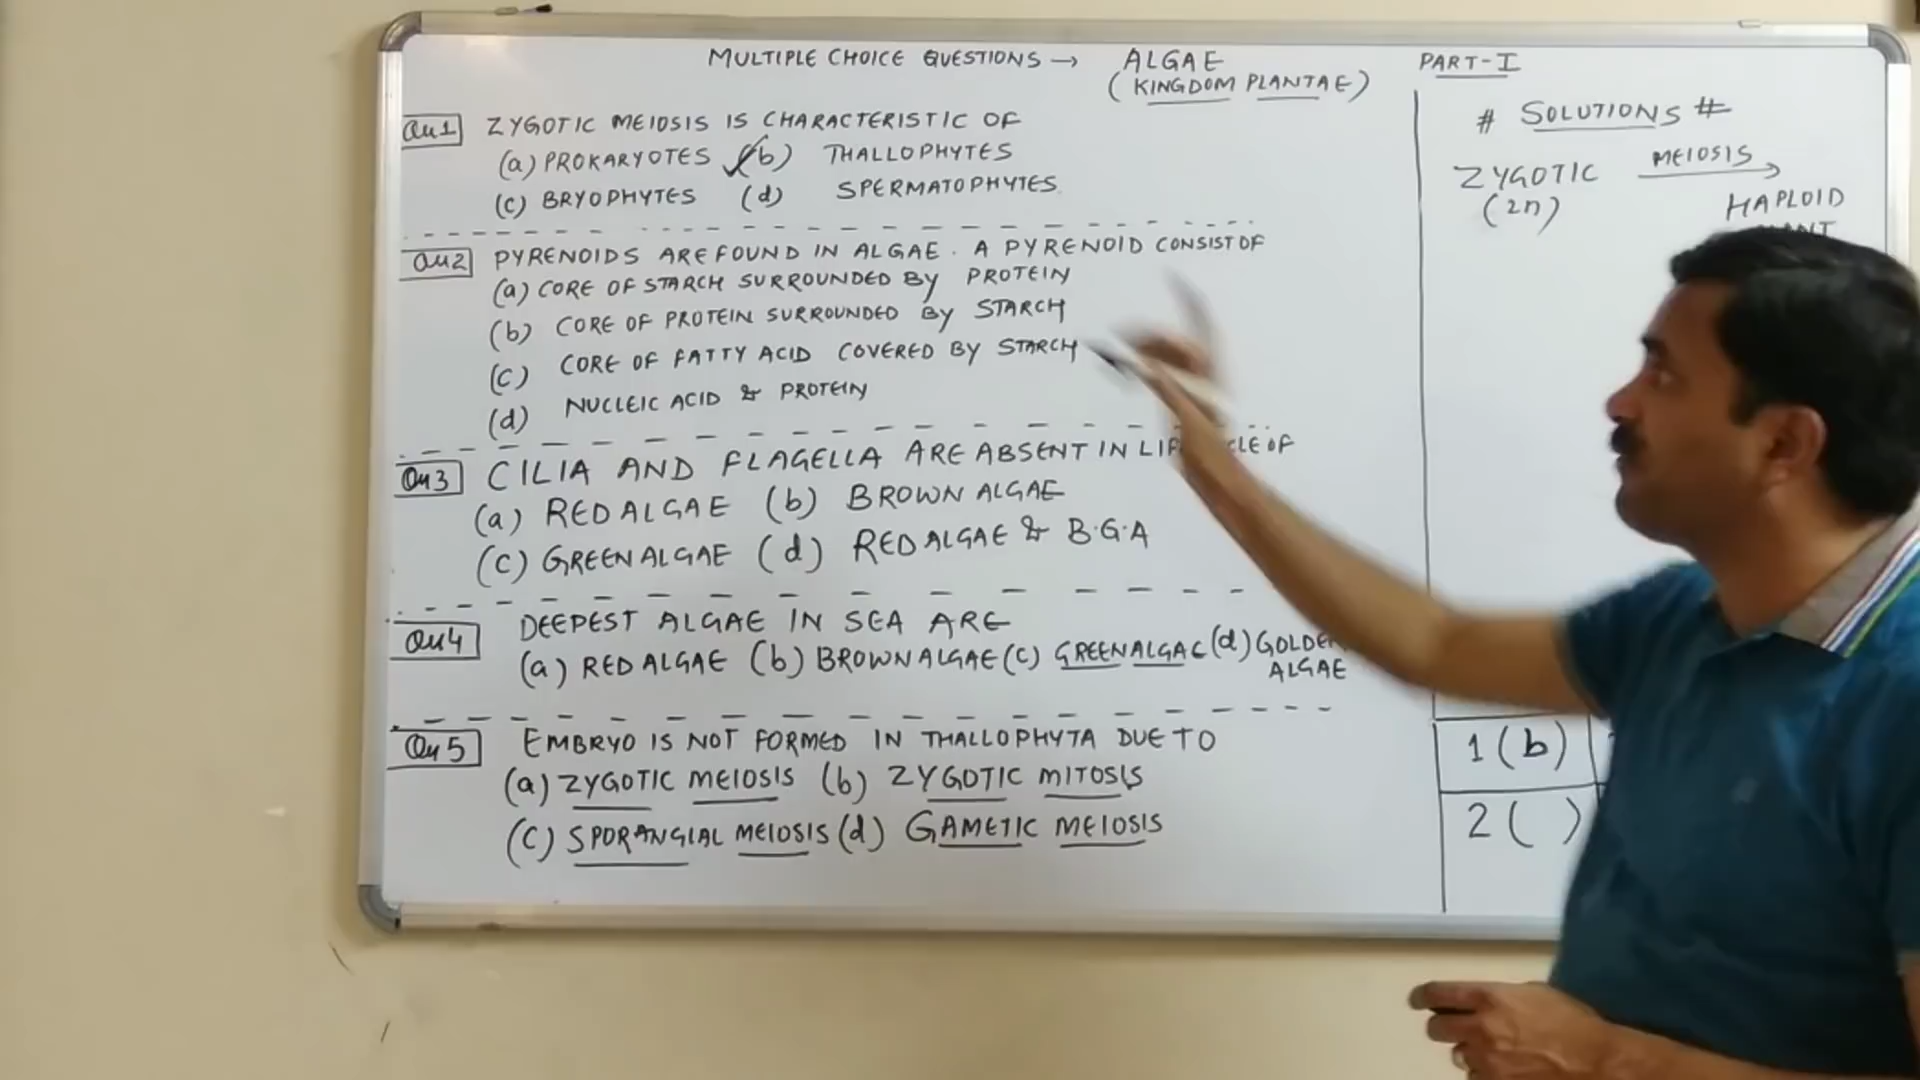 MULTIPLE CHOICE QUESTIONS → ALGAE PART-I
(KINGDOM PLANTAE)
Qu1 ZYGOTIC MEIOSIS IS CHARACTERISTIC OF
(a) PROKARYOTES (b) THALLOPHYTES
(c) BRYOPHYTES (d) SPERMATOPHYTES
Qu2 PYRENOIDS ARE FOUND IN ALGAE. A PYRENOID CONSIST OF
(a) CORE OF STARCH SURROUNDED BY PROTEIN
(b) CORE OF PROTEIN SURROUNDED BY STARCH
(c) CORE OF FATTY ACID COVERED BY STARCH
(d) NUCLEIC ACID & PROTEIN
Qu3 CILIA AND FLAGELLA ARE ABSENT IN OF
(a) RED ALGAE (b) BROWN ALGAE
(c) GREEN ALGAE (d) RED ALGAE & B.G.A
Qu4 DEEPEST ALGAE IN SEA ARE
(a) RED ALGAE (b) BROWN ALGAE (c) GREEN ALGAE (d)
ALGAE
Qu5 EMBRYO IS NOT FORMED IN THALLOPHYTA DUE TO
(a) ZYGOTIC MEIOSIS (b) ZYGOTIC MITOSIS
(c) SPORANGIAL MEIOSIS (d) GAMETIC MEIOSIS
# SOLUTIONS #
ZYGOTIC MEIOSIS →
(2n) HAPLOID
1 (b)
2 ( )